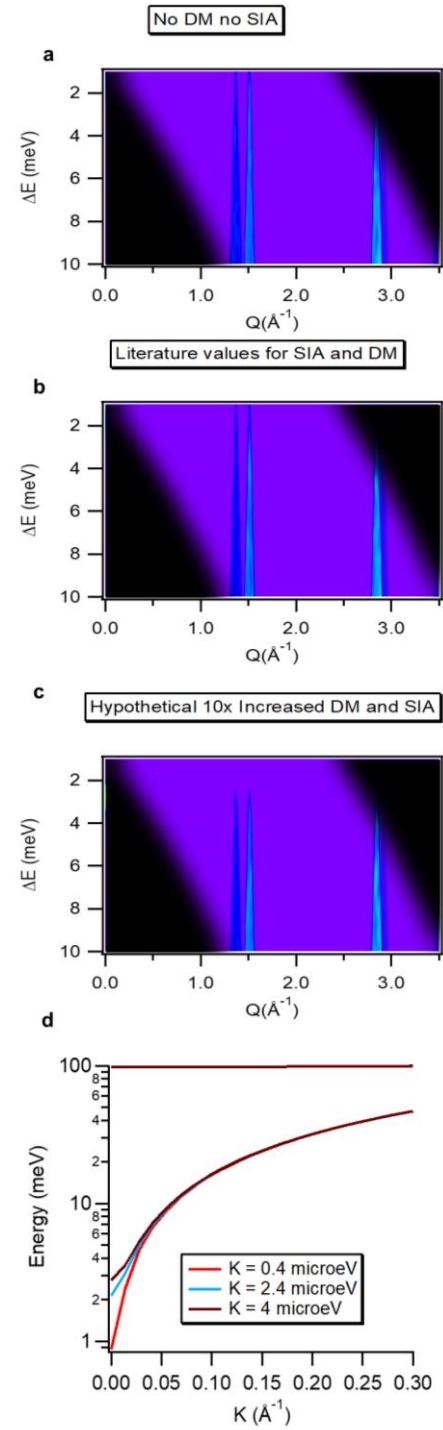 No DM no SIA
a
2
4
6
8
10
ΔE (meV)
0.0 1.0 2.0 3.0
Q(Å⁻¹)
Literature values for SIA and DM
b
2
4
6
8
10
ΔE (meV)
0.0 1.0 2.0 3.0
Q(Å⁻¹)
c
Hypothetical 10x Increased DM and SIA
2
4
6
8
10
ΔE (meV)
0.0 1.0 2.0 3.0
Q(Å⁻¹)
d
100
8
6
4
2
10
8
6
4
2
1
Energy (meV)
K = 0.4 microeV
K = 2.4 microeV
K = 4 microeV
0.00 0.05 0.10 0.15 0.20 0.25 0.30
K (Å⁻¹)